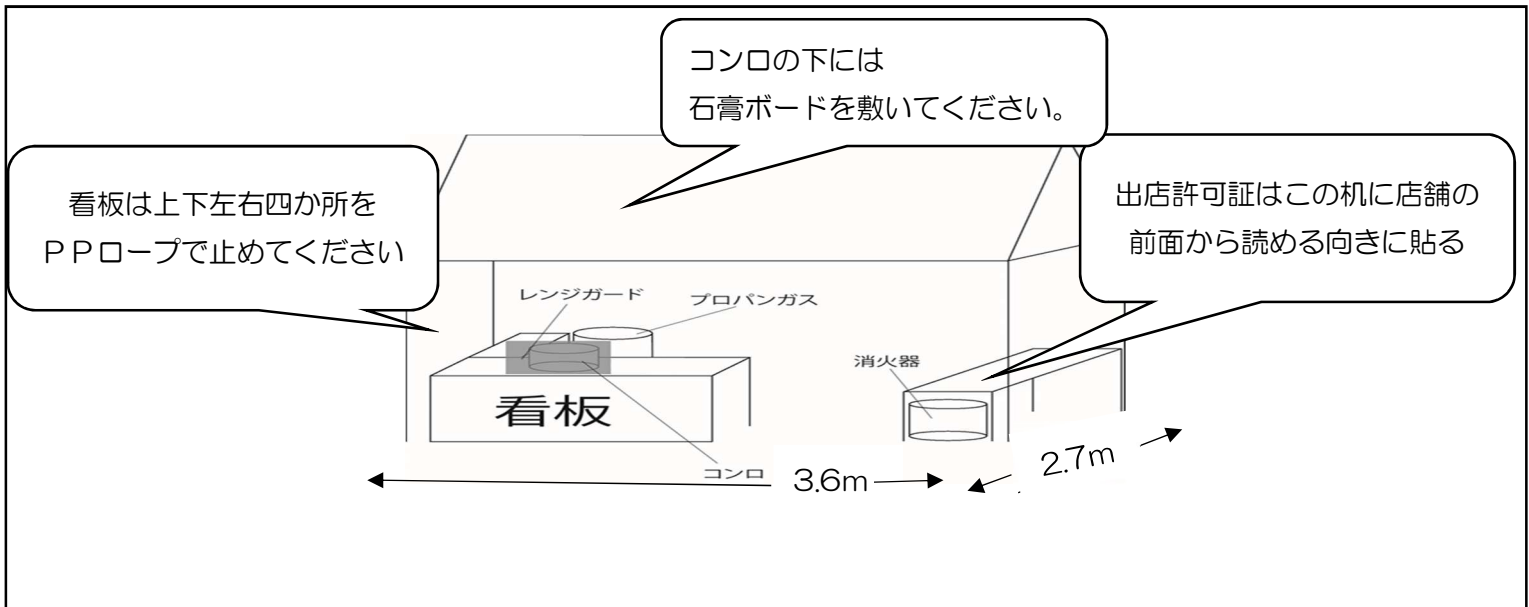 コンロの下には
石膏ボードを敷いてください。
看板は上下左右四か所を
ＰＰロープで止めてください
出店許可証はこの机に店舗の
前面から読める向きに貼る
レンジガード
プロパンガス
消火器
看板
コンロ
3.6m
2.7m